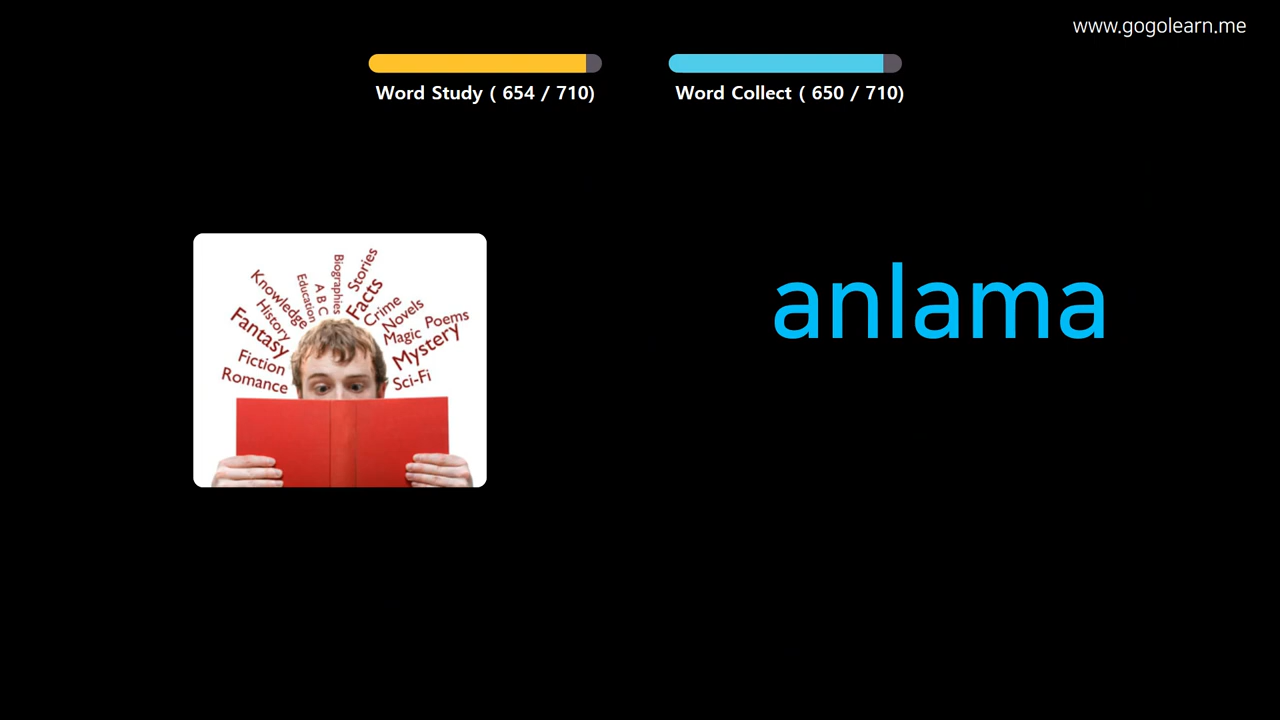 www.gogolearn.me
Word Study ( 654 / 710)
Word Collect ( 650 / 710)
anlama
Stories
Biographies
Facts
A B C
Education
Knowledge
Crime
History
Novels
Poems
Fantasy
Magic
Mystery
Fiction
Sci-Fi
Romance